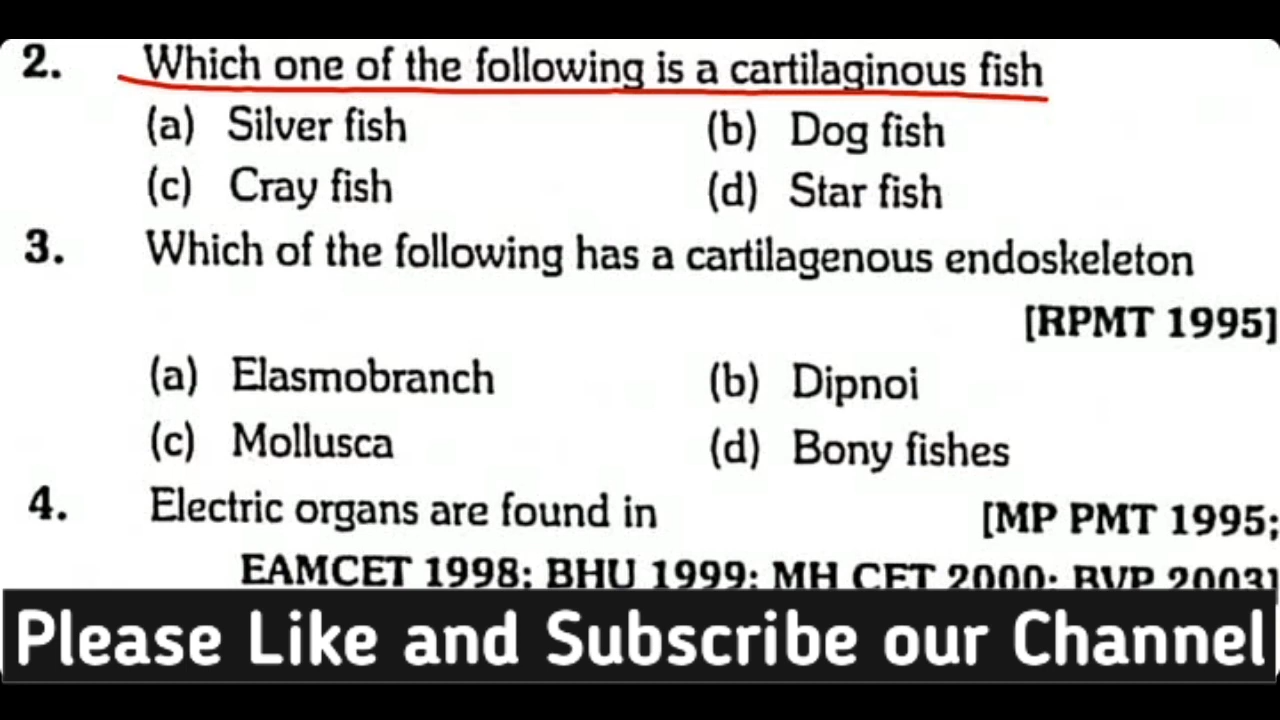 2. Which one of the following is a cartilaginous fish
(a) Silver fish (b) Dog fish
(c) Cray fish (d) Star fish
3. Which of the following has a cartilagenous endoskeleton
[RPMT 1995]
(a) Elasmobranch (b) Dipnoi
(c) Mollusca (d) Bony fishes
4. Electric organs are found in [MP PMT 1995;
EAMCET 1998; BHU 1999; MH CET 2000; BVP 2003]
Please Like and Subscribe our Channel